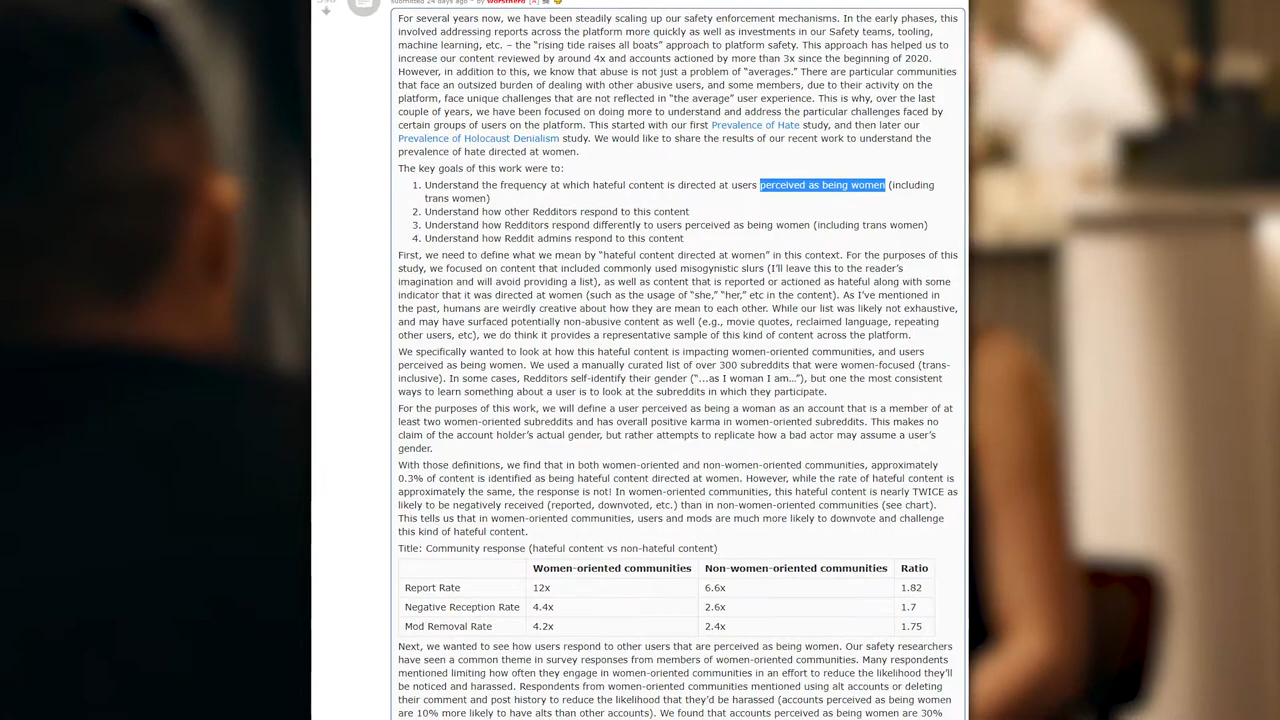 submitted 24 days ago * by worstnerd [A]
For several years now, we have been steadily scaling up our safety enforcement mechanisms. In the early phases, this
involved addressing reports across the platform more quickly as well as investments in our Safety teams, tooling,
machine learning, etc. – the “rising tide raises all boats” approach to platform safety. This approach has helped us to
increase our content reviewed by around 4x and accounts actioned by more than 3x since the beginning of 2020.
However, in addition to this, we know that abuse is not just a problem of “averages.” There are particular communities
that face an outsized burden of dealing with other abusive users, and some members, due to their activity on the
platform, face unique challenges that are not reflected in “the average” user experience. This is why, over the last
couple of years, we have been focused on doing more to understand and address the particular challenges faced by
certain groups of users on the platform. This started with our first Prevalence of Hate study, and then later our
Prevalence of Holocaust Denialism study. We would like to share the results of our recent work to understand the
prevalence of hate directed at women.
The key goals of this work were to:
1. Understand the frequency at which hateful content is directed at users perceived as being women (including
trans women)
2. Understand how other Redditors respond to this content
3. Understand how Redditors respond differently to users perceived as being women (including trans women)
4. Understand how Reddit admins respond to this content
First, we need to define what we mean by “hateful content directed at women” in this context. For the purposes of this
study, we focused on content that included commonly used misogynistic slurs (I’ll leave this to the reader’s
imagination and will avoid providing a list), as well as content that is reported or actioned as hateful along with some
indicator that it was directed at women (such as the usage of “she,” “her,” etc in the content). As I’ve mentioned in
the past, humans are weirdly creative about how they are mean to each other. While our list was likely not exhaustive,
and may have surfaced potentially non-abusive content as well (e.g., movie quotes, reclaimed language, repeating
other users, etc), we do think it provides a representative sample of this kind of content across the platform.
We specifically wanted to look at how this hateful content is impacting women-oriented communities, and users
perceived as being women. We used a manually curated list of over 300 subreddits that were women-focused (trans-
inclusive). In some cases, Redditors self-identify their gender (“...as I woman I am…”), but one the most consistent
ways to learn something about a user is to look at the subreddits in which they participate.
For the purposes of this work, we will define a user perceived as being a woman as an account that is a member of at
least two women-oriented subreddits and has overall positive karma in women-oriented subreddits. This makes no
claim of the account holder’s actual gender, but rather attempts to replicate how a bad actor may assume a user’s
gender.
With those definitions, we find that in both women-oriented and non-women-oriented communities, approximately
0.3% of content is identified as being hateful content directed at women. However, while the rate of hateful content is
approximately the same, the response is not! In women-oriented communities, this hateful content is nearly TWICE as
likely to be negatively received (reported, downvoted, etc.) than in non-women-oriented communities (see chart).
This tells us that in women-oriented communities, users and mods are much more likely to downvote and challenge
this kind of hateful content.
Title: Community response (hateful content vs non-hateful content)
Women-oriented communities Non-women-oriented communities Ratio
Report Rate 12x 6.6x 1.82
Negative Reception Rate 4.4x 2.6x 1.7
Mod Removal Rate 4.2x 2.4x 1.75
Next, we wanted to see how users respond to other users that are perceived as being women. Our safety researchers
have seen a common theme in survey responses from members of women-oriented communities. Many respondents
mentioned limiting how often they engage in women-oriented communities in an effort to reduce the likelihood they’ll
be noticed and harassed. Respondents from women-oriented communities mentioned using alt accounts or deleting
their comment and post history to reduce the likelihood that they’d be harassed (accounts perceived as being women
are 10% more likely to have alts than other accounts). We found that accounts perceived as being women are 30%